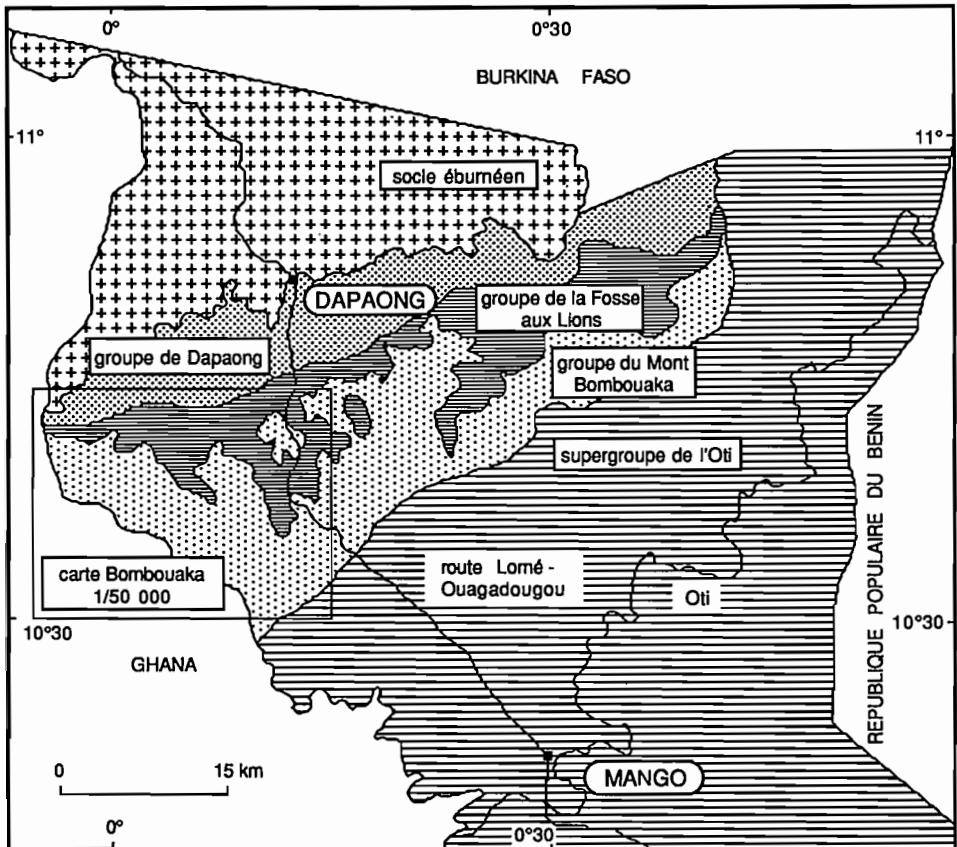 0°
0°30
BURKINA FASO
11°
11°
socle éburnéen
DAPAONG
groupe de la Fosse
aux Lions
groupe de Dapaong
groupe du Mont
Bombouaka
supergroupe de l'Oti
REPUBLIQUE POPULAIRE DU BENIN
carte Bombouaka
1/50 000
route Lomé -
Ouagadougou
Oti
10°30
10°30
GHANA
0
15 km
MANGO
0°
0°30